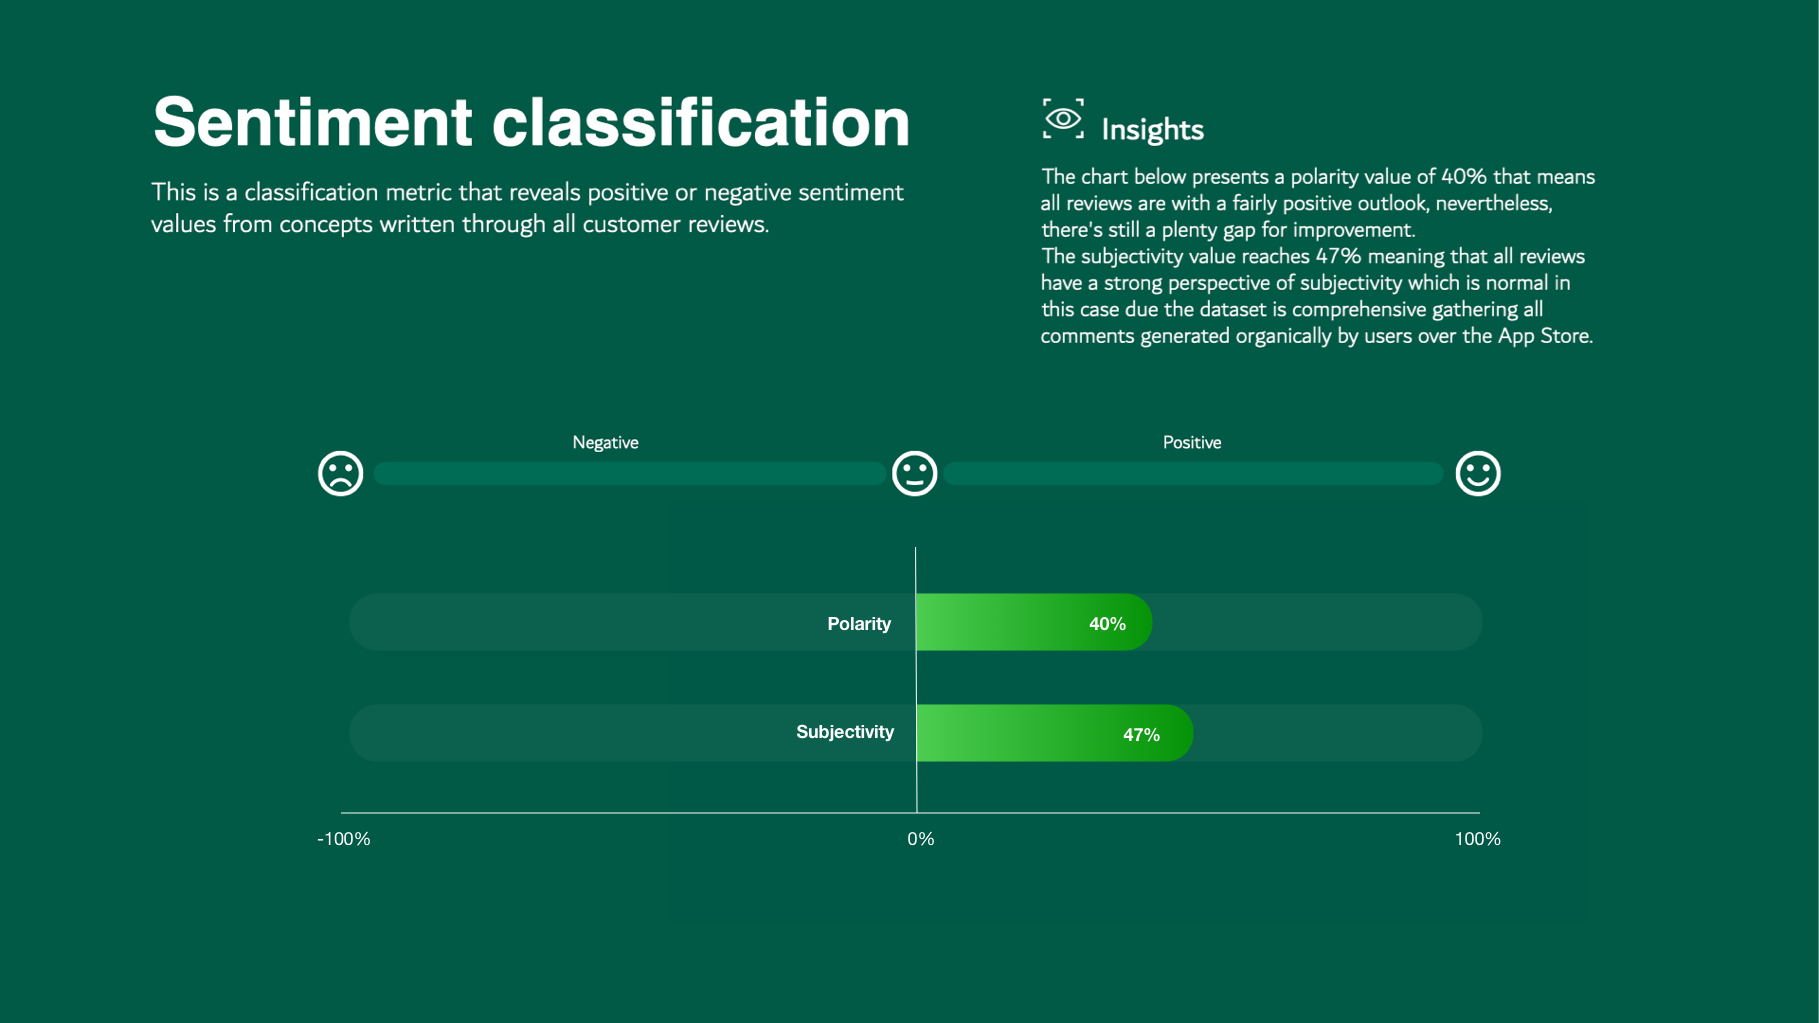 Sentiment classification
This is a classification metric that reveals positive or negative sentiment
values from concepts written through all customer reviews.
Insights
The chart below presents a polarity value of 40% that means
all reviews are with a fairly positive outlook, nevertheless,
there's still a plenty gap for improvement.
The subjectivity value reaches 47% meaning that all reviews
have a strong perspective of subjectivity which is normal in
this case due the dataset is comprehensive gathering all
comments generated organically by users over the App Store.
Negative
Positive
Polarity
40%
Subjectivity
47%
-100%
0%
100%